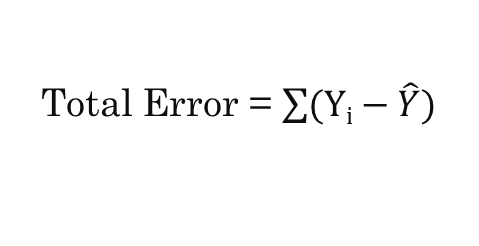 Total Error = ∑(Yᵢ − Ŷ)